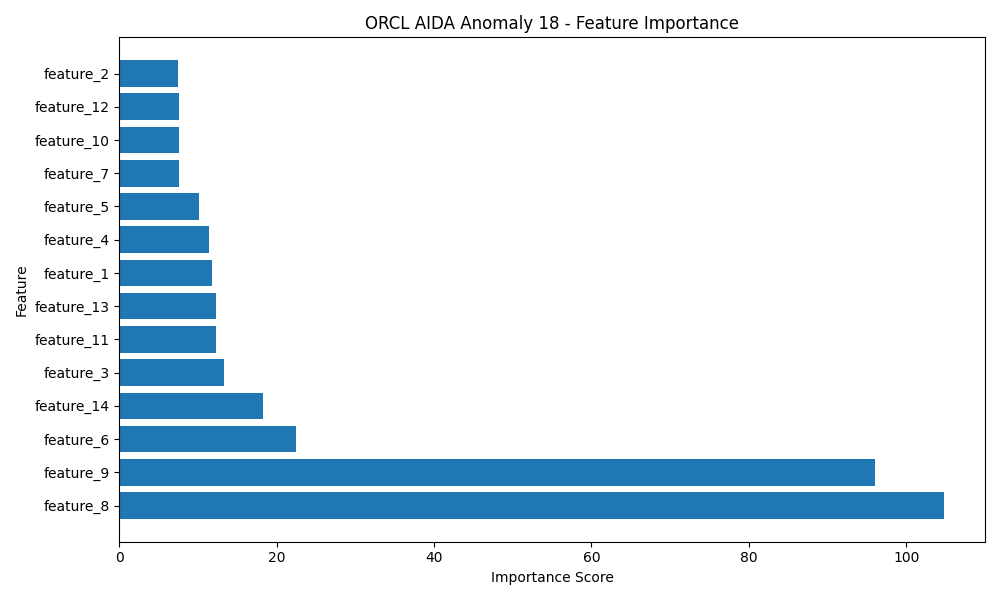 ORCL AIDA Anomaly 18 - Feature Importance
Feature
feature_2
feature_12
feature_10
feature_7
feature_5
feature_4
feature_1
feature_13
feature_11
feature_3
feature_14
feature_6
feature_9
feature_8
0 20 40 60 80 100
Importance Score